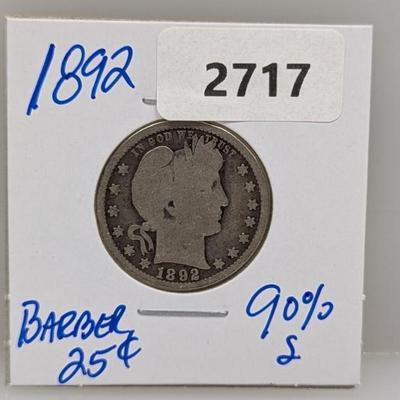 1892
2717
IN GOD WE TRUST
1892
BARBER
25¢
90%
S